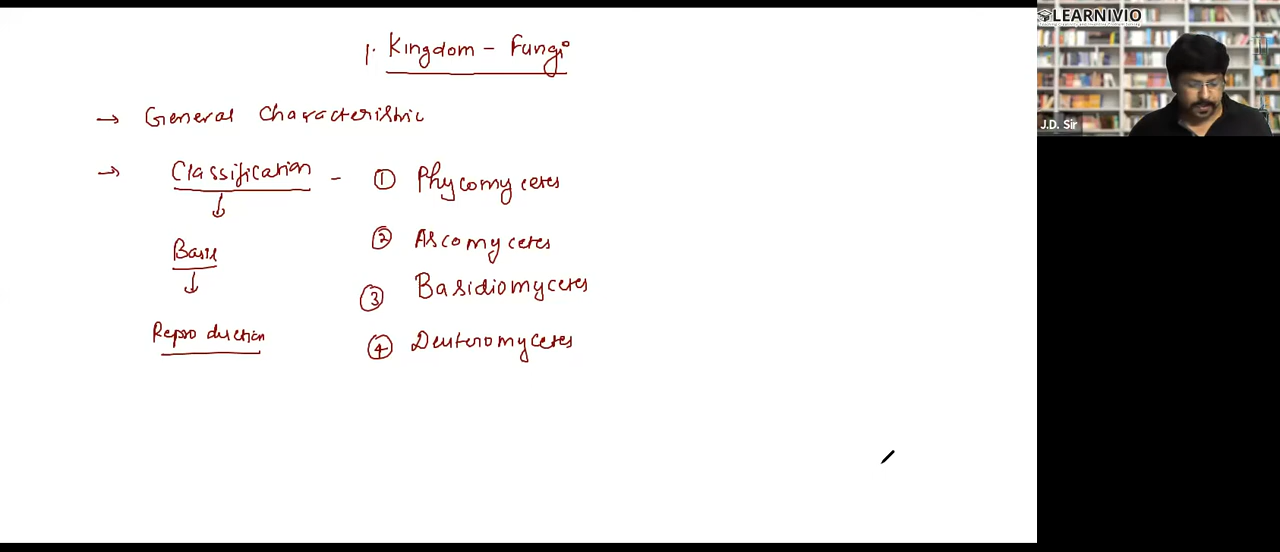 1. Kingdom - Fungi
→ General Characteristic
→ Classification - ① Phycomycetes
② Ascomycetes
Basis
③ Basidiomycetes
Reproduction
④ Deuteromycetes
LEARNIVIO
J.D. Sir